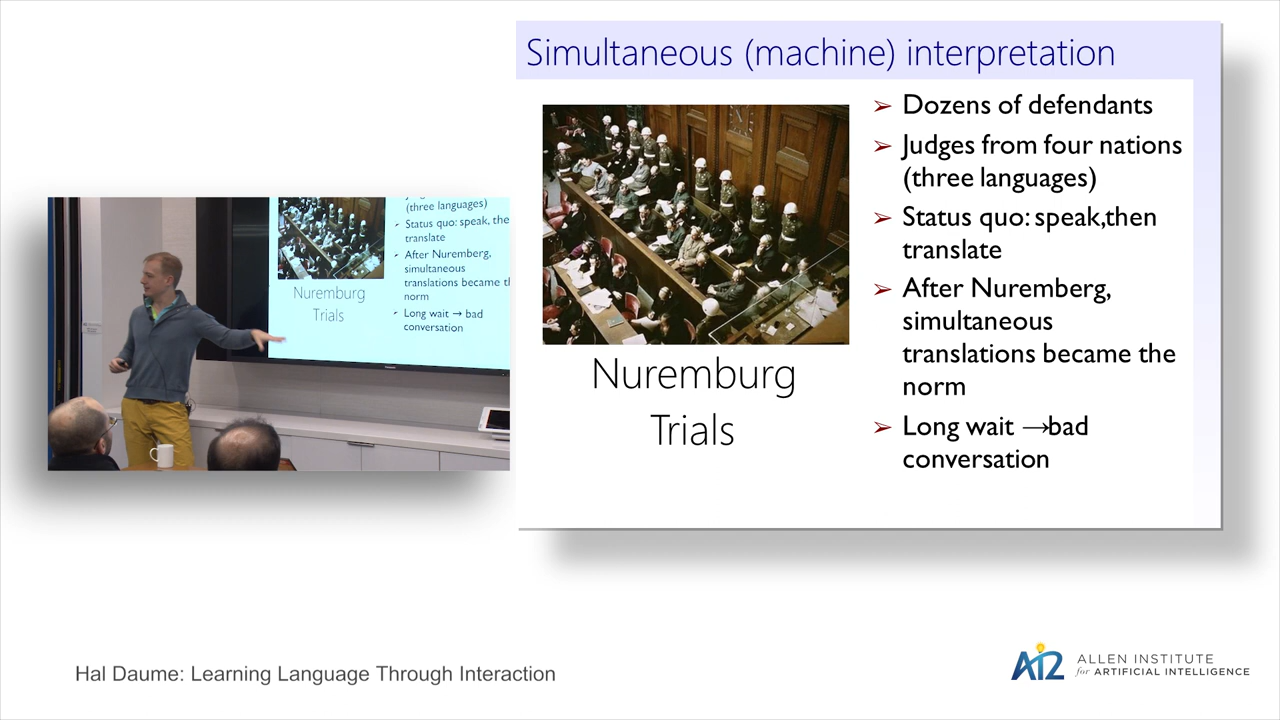 Simultaneous (machine) interpretation
➢ Dozens of defendants
➢ Judges from four nations
(three languages)
➢ Status quo: speak,then
translate
➢ After Nuremberg,
simultaneous
translations became the
norm
➢ Long wait →bad
conversation
Nuremburg
Trials
(three languages)
Status quo: speak, the
translate
After Nuremberg,
simultaneous
translations became t
norm
Long wait → bad
conversation
Nuremburg
Trials
Hal Daume: Learning Language Through Interaction
AI2 ALLEN INSTITUTE
for ARTIFICIAL INTELLIGENCE